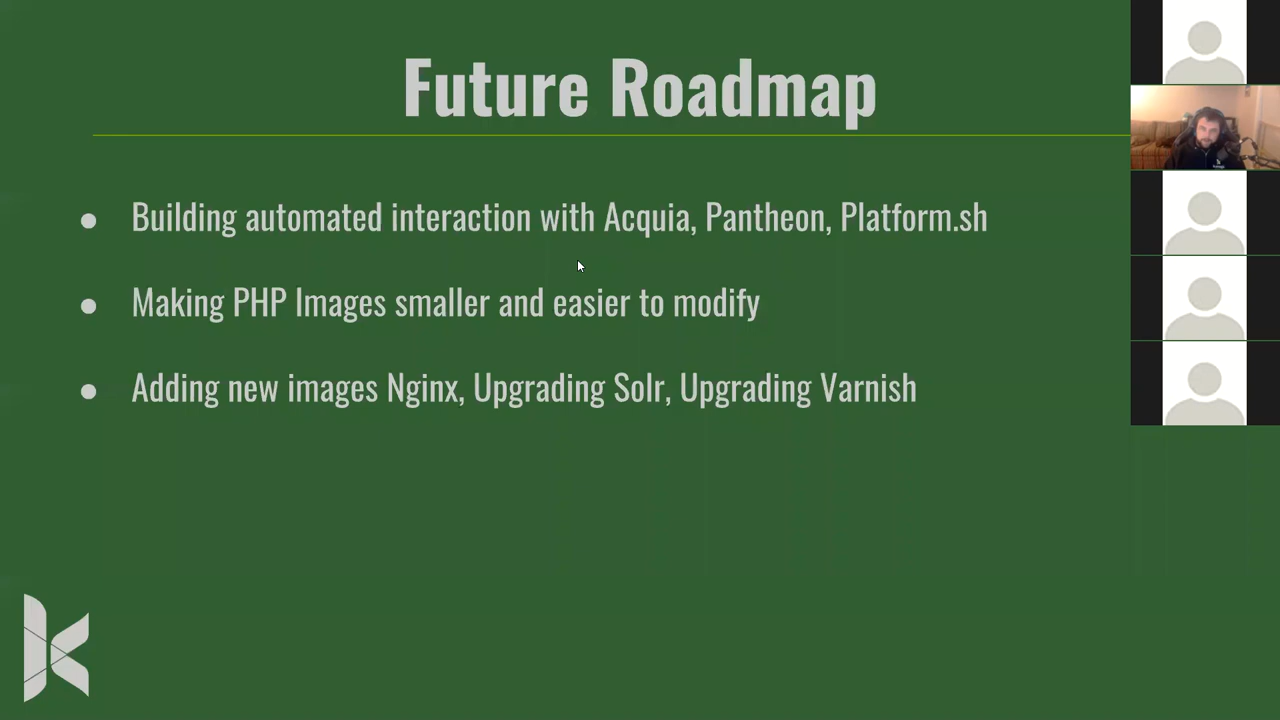 Future Roadmap
● Building automated interaction with Acquia, Pantheon, Platform.sh
● Making PHP Images smaller and easier to modify
● Adding new images Nginx, Upgrading Solr, Upgrading Varnish